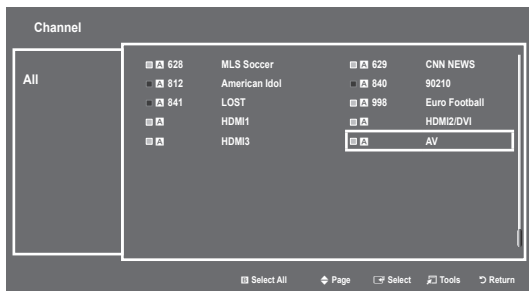 Channel
All
A 628 MLS Soccer A 629 CNN NEWS
A 812 American Idol A 840 90210
A 841 LOST A 998 Euro Football
A HDMI1 A HDMI2/DVI
A HDMI3 A AV
Select All Page Select Tools Return